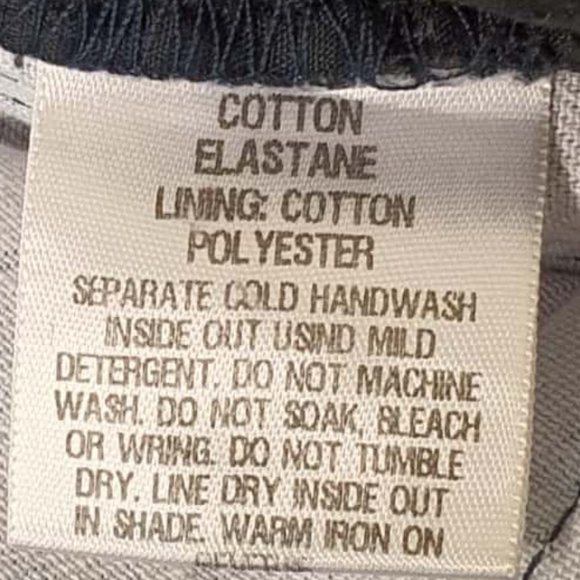 COTTON
ELASTANE
LINING: COTTON
POLYESTER
SEPARATE COLD HANDWASH
INSIDE OUT USIND MILD
DETERGENT. DO NOT MACHINE
WASH. DO NOT SOAK, BLEACH
OR WRING. DO NOT TUMBLE
DRY. LINE DRY INSIDE OUT
IN SHADE. WARM IRON ON